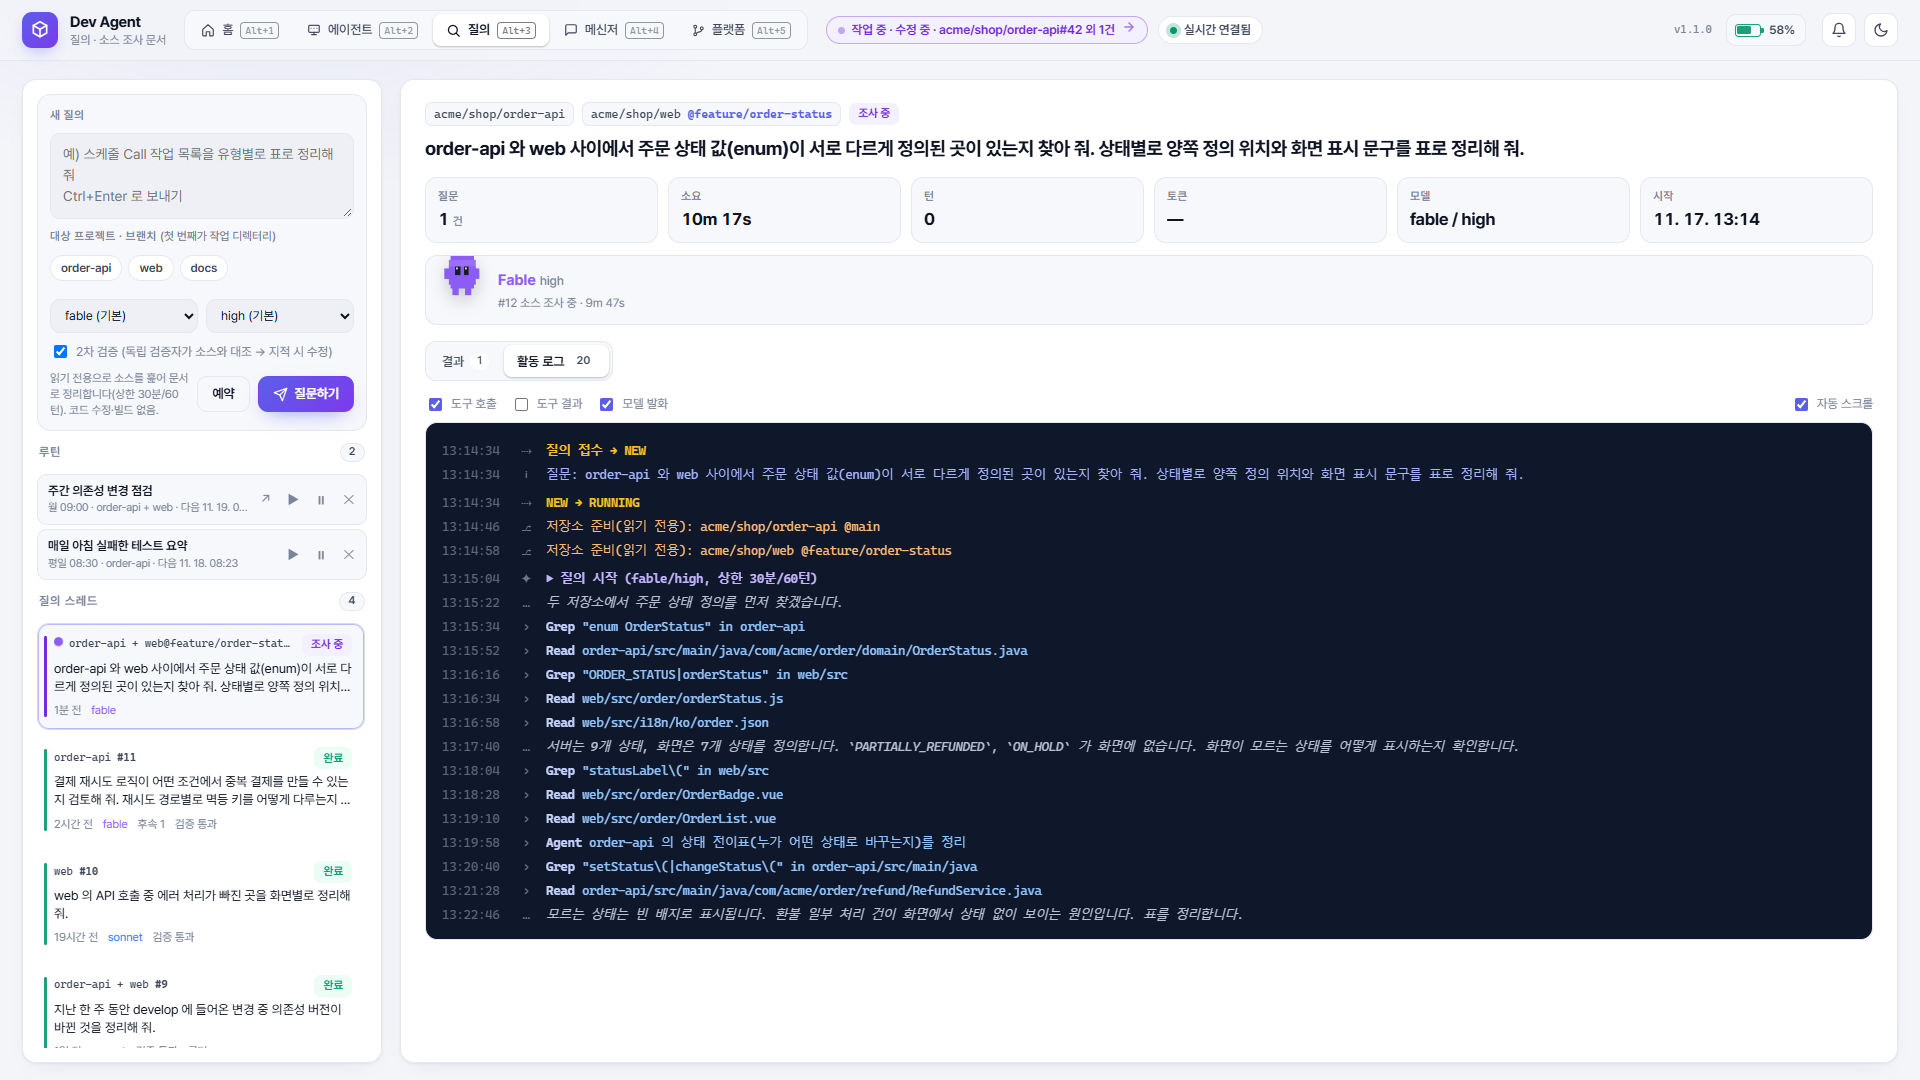 Dev Agent
질의 · 소스 조사 문서
홈 Alt+1
에이전트 Alt+2
질의 Alt+3
메신저 Alt+4
플랫폼 Alt+5
작업 중 · 수정 중 · acme/shop/order-api#42 외 1건 →
실시간 연결됨
v1.1.0
58%
새 질의
예) 스케줄 Call 작업 목록을 유형별로 표로 정리해
줘
Ctrl+Enter 로 보내기
대상 프로젝트 · 브랜치 (첫 번째가 작업 디렉터리)
order-api
web
docs
fable (기본)
high (기본)
2차 검증 (독립 검증자가 소스와 대조 → 지적 시 수정)
읽기 전용으로 소스를 훑어 문서
로 정리합니다(상한 30분/60
턴). 코드 수정·빌드 없음.
예약
질문하기
루틴
2
주간 의존성 변경 점검
월 09:00 · order-api + web · 다음 11. 19. 0...
매일 아침 실패한 테스트 요약
평일 08:30 · order-api · 다음 11. 18. 08:23
질의 스레드
4
order-api + web@feature/order-stat…
조사 중
order-api 와 web 사이에서 주문 상태 값(enum)이 서로 다
르게 정의된 곳이 있는지 찾아 줘. 상태별로 양쪽 정의 위치...
1분 전 fable
order-api #11
완료
결제 재시도 로직이 어떤 조건에서 중복 결제를 만들 수 있는
지 검토해 줘. 재시도 경로별로 멱등 키를 어떻게 다루는지 ...
2시간 전 fable 후속 1 검증 통과
web #10
완료
web 의 API 호출 중 에러 처리가 빠진 곳을 화면별로 정리해
줘.
19시간 전 sonnet 검증 통과
order-api + web #9
완료
지난 한 주 동안 develop 에 들어온 변경 중 의존성 버전이
바뀐 것을 정리해 줘.
acme/shop/order-api
acme/shop/web @feature/order-status
조사 중
order-api 와 web 사이에서 주문 상태 값(enum)이 서로 다르게 정의된 곳이 있는지 찾아 줘. 상태별로 양쪽 정의 위치와 화면 표시 문구를 표로 정리해 줘.
질문
1 건
소요
10m 17s
턴
0
토큰
—
모델
fable / high
시작
11. 17. 13:14
Fable high
#12 소스 조사 중 · 9m 47s
결과 1
활동 로그 20
도구 호출
도구 결과
모델 발화
자동 스크롤
13:14:34 → 질의 접수 → NEW
13:14:34 i 질문: order-api 와 web 사이에서 주문 상태 값(enum)이 서로 다르게 정의된 곳이 있는지 찾아 줘. 상태별로 양쪽 정의 위치와 화면 표시 문구를 표로 정리해 줘.
13:14:34 → NEW → RUNNING
13:14:46 저장소 준비(읽기 전용): acme/shop/order-api @main
13:14:58 저장소 준비(읽기 전용): acme/shop/web @feature/order-status
13:15:04 ✦ ▶ 질의 시작 (fable/high, 상한 30분/60턴)
13:15:22 … 두 저장소에서 주문 상태 정의를 먼저 찾겠습니다.
13:15:34 › Grep "enum OrderStatus" in order-api
13:15:52 › Read order-api/src/main/java/com/acme/order/domain/OrderStatus.java
13:16:16 › Grep "ORDER_STATUS|orderStatus" in web/src
13:16:34 › Read web/src/order/orderStatus.js
13:16:58 › Read web/src/i18n/ko/order.json
13:17:40 … 서버는 9개 상태, 화면은 7개 상태를 정의합니다. `PARTIALLY_REFUNDED`, `ON_HOLD` 가 화면에 없습니다. 화면이 모르는 상태를 어떻게 표시하는지 확인합니다.
13:18:04 › Grep "statusLabel\(" in web/src
13:18:28 › Read web/src/order/OrderBadge.vue
13:19:10 › Read web/src/order/OrderList.vue
13:19:58 › Agent order-api 의 상태 전이표(누가 어떤 상태로 바꾸는지)를 정리
13:20:40 › Grep "setStatus\(|changeStatus\(" in order-api/src/main/java
13:21:28 › Read order-api/src/main/java/com/acme/order/refund/RefundService.java
13:22:46 … 모르는 상태는 빈 배지로 표시됩니다. 환불 일부 처리 건이 화면에서 상태 없이 보이는 원인입니다. 표를 정리합니다.